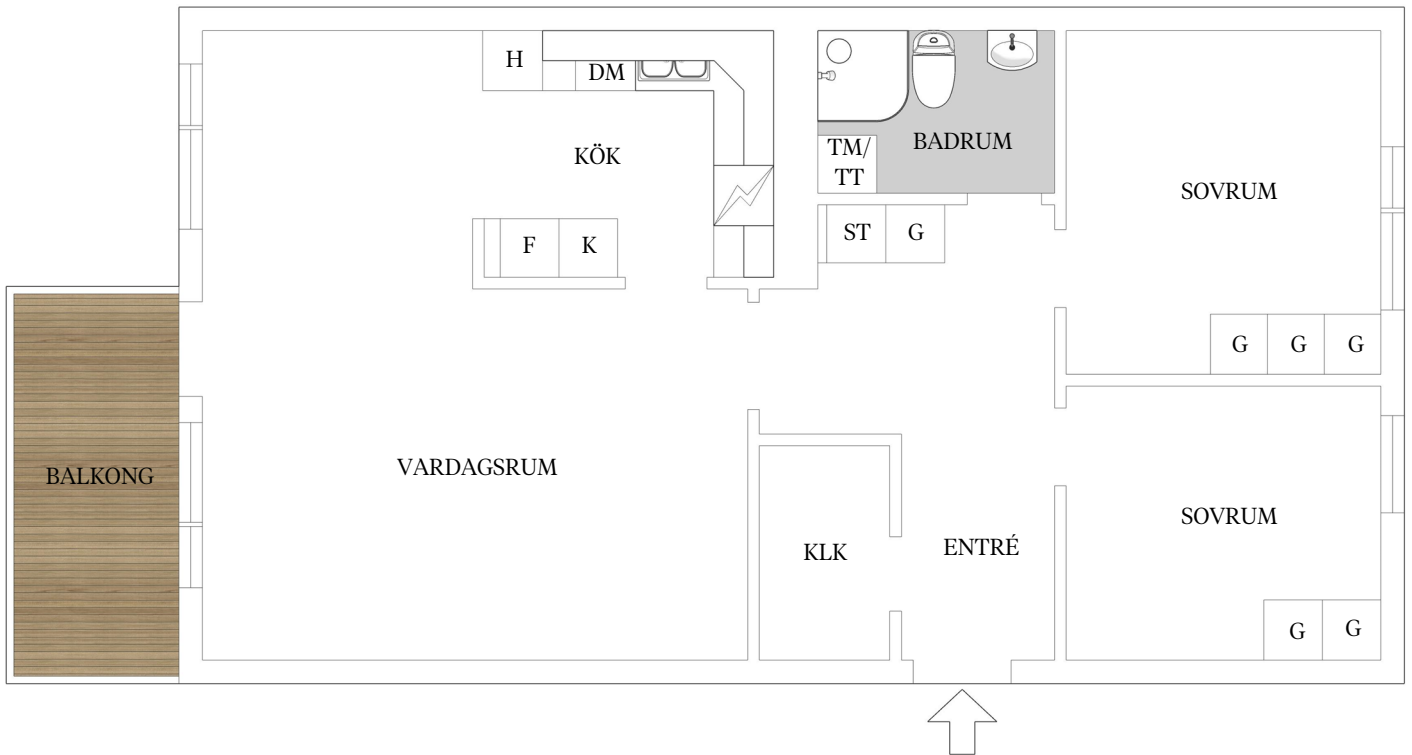 H
DM
KÖK
F
K
TM/
TT
BADRUM
ST
G
SOVRUM
G
G
G
BALKONG
VARDAGSRUM
KLK
ENTRÉ
SOVRUM
G
G